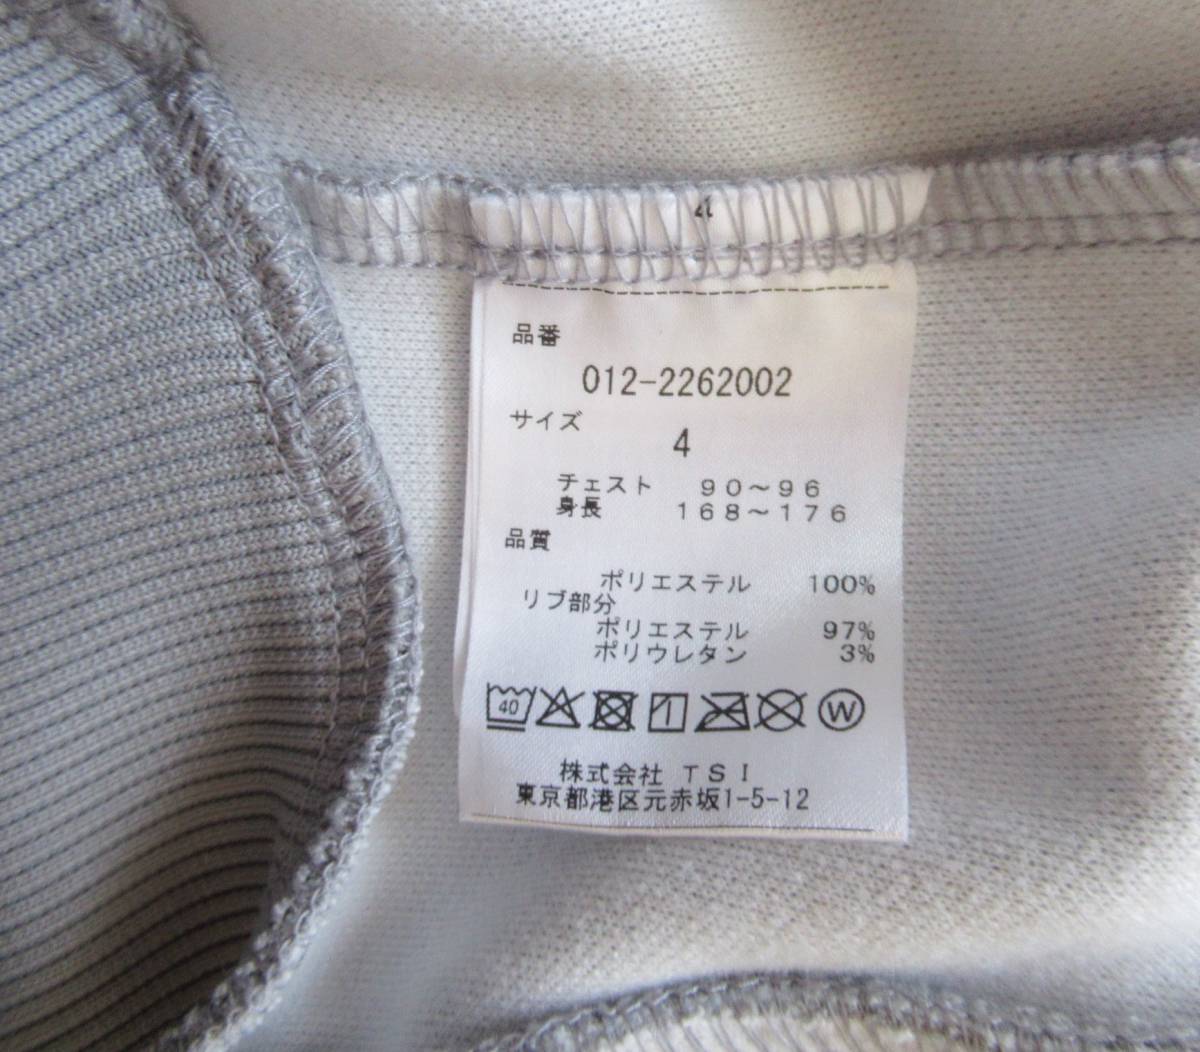 品番
012-2262002
サイズ
4
チェスト 90～96
身長 168～176
品質
ポリエステル 100%
リブ部分
ポリエステル 97%
ポリウレタン 3%
40 W
株式会社 TSI
東京都港区元赤坂1-5-12